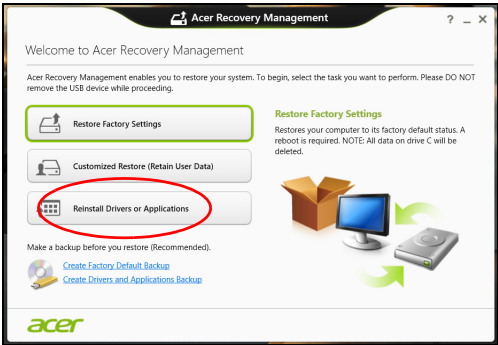 Acer Recovery Management
? _ ×
Welcome to Acer Recovery Management
Acer Recovery Management enables you to restore your system. To begin, select the task you want to perform. Please DO NOT
remove the USB device while proceeding.
Restore Factory Settings
Customized Restore (Retain User Data)
Reinstall Drivers or Applications
Restore Factory Settings
Restores your computer to its factory default status. A
reboot is required. NOTE: All data on drive C will be
deleted.
Make a backup before you restore (Recommended).
Create Factory Default Backup
Create Drivers and Applications Backup
acer